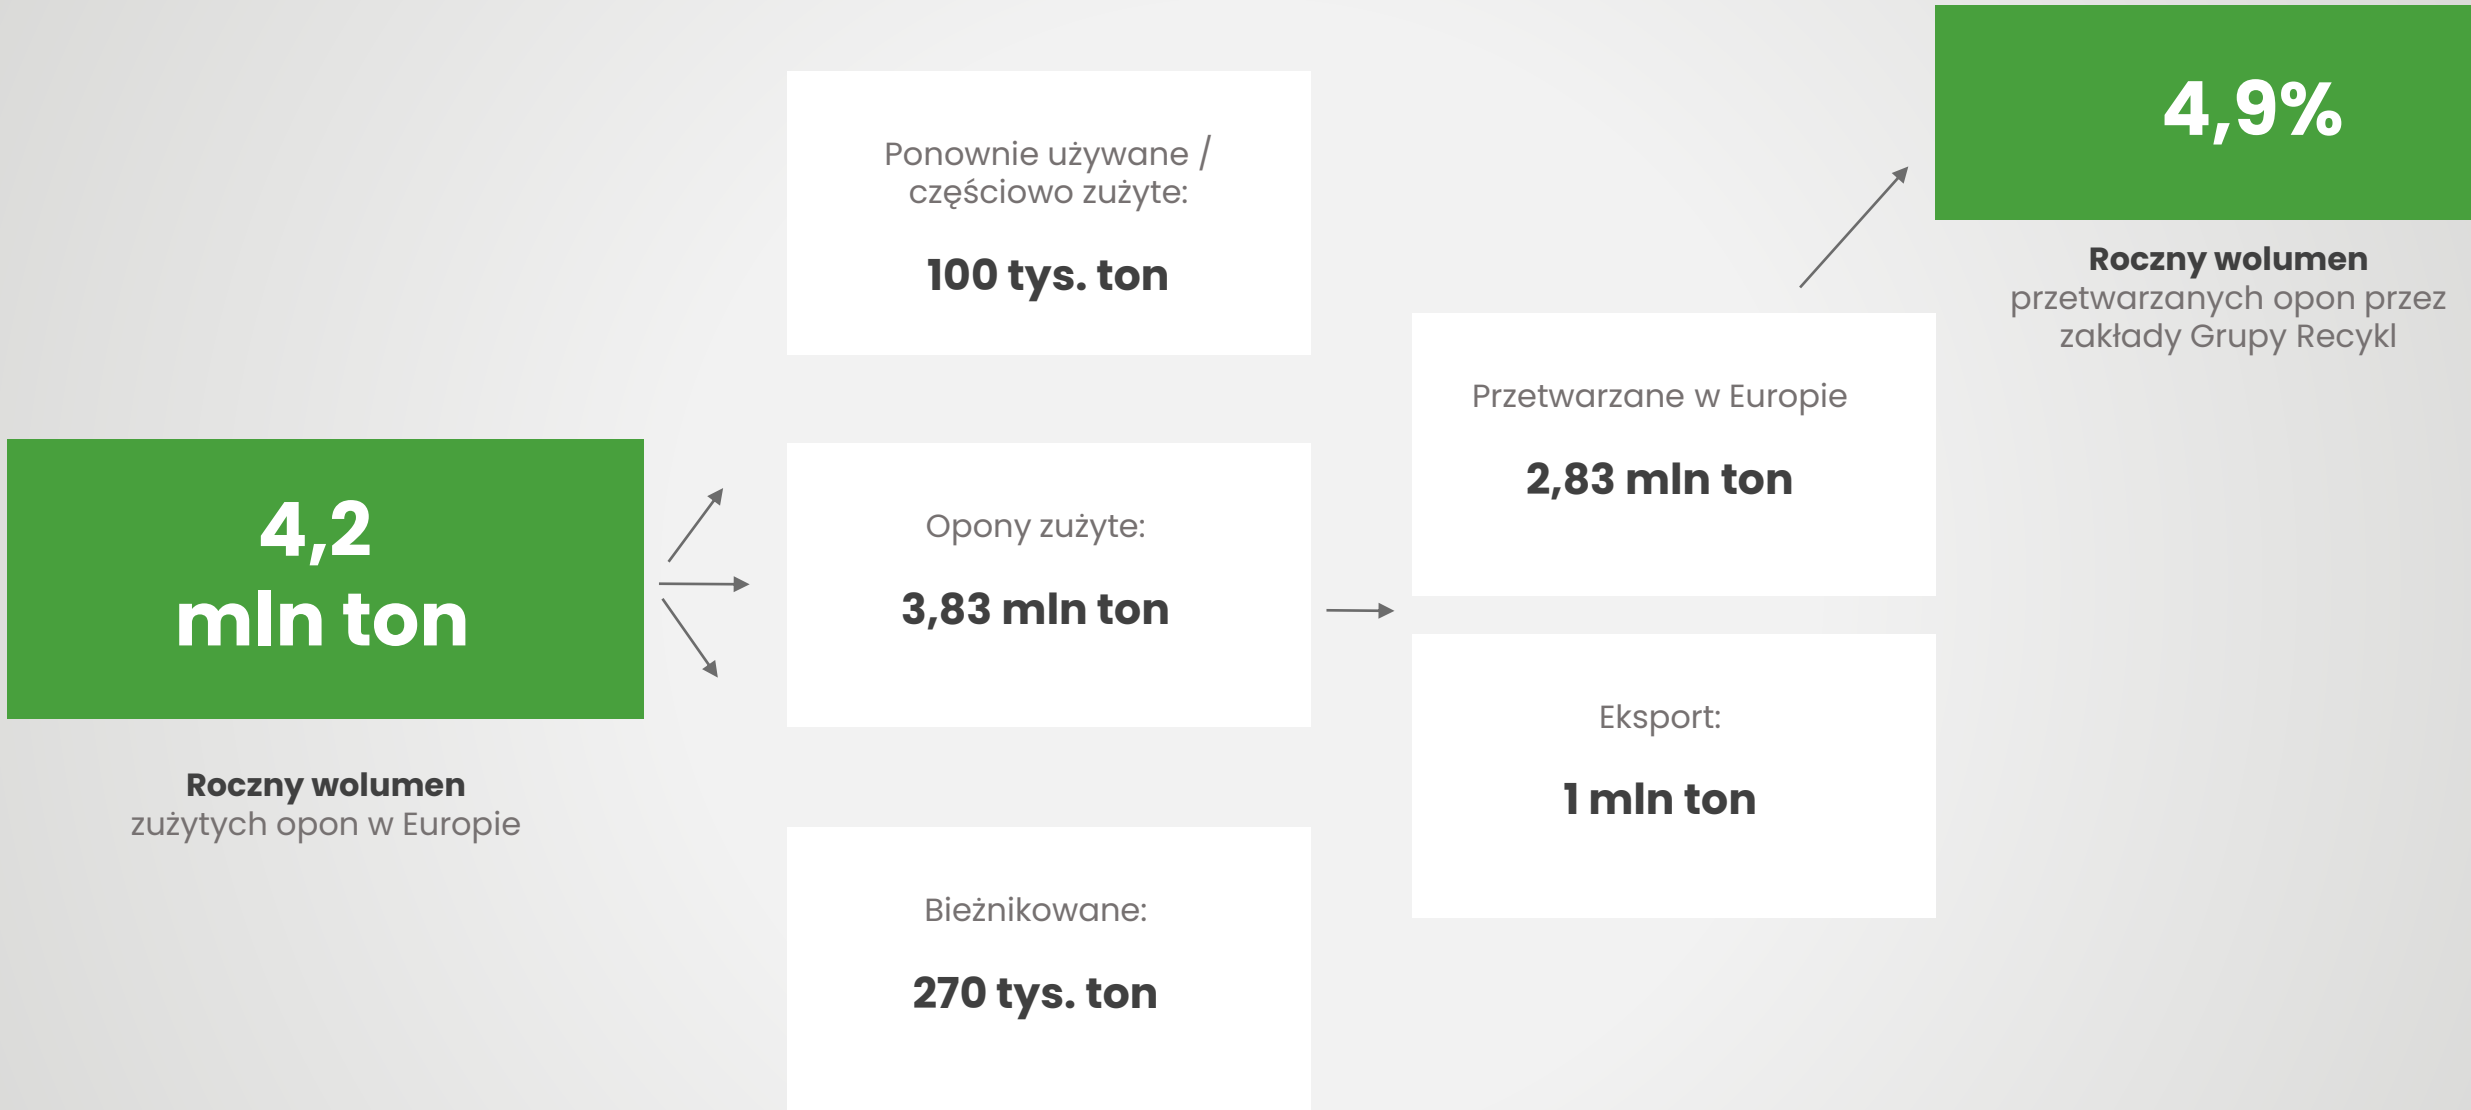 4,2
mln ton
Roczny wolumen
zużytych opon w Europie
Ponownie używane /
częściowo zużyte:
100 tys. ton
Opony zużyte:
3,83 mln ton
Bieżnikowane:
270 tys. ton
Przetwarzane w Europie
2,83 mln ton
Eksport:
1 mln ton
4,9%
Roczny wolumen
przetwarzanych opon przez
zakłady Grupy Recykl